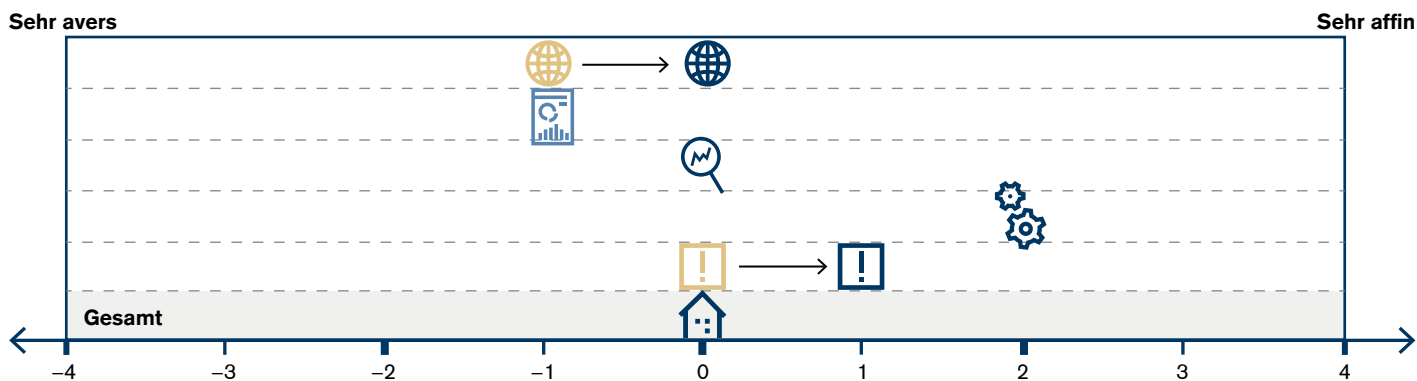 Sehr avers Sehr affin
Gesamt
–4 –3 –2 –1 0 1 2 3 4